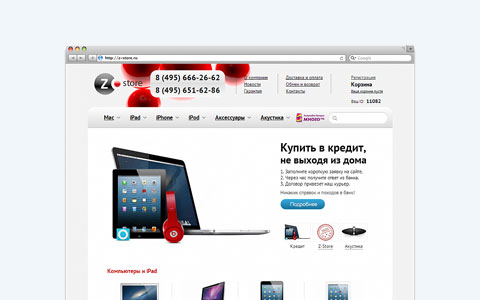 http://z-store.ru
Google
Z store
8 (495) 666-26-62
8 (495) 651-62-86
О компании
Новости
Гарантия
Доставка и оплата
Обмен и возврат
Контакты
Регистрация
Корзина
Ваша корзина пуста
Ваш ID: 11082
Mac iPad iPhone iPod Аксессуары Акустика МНОГО.ру
Купить в кредит,
не выходя из дома
1. Заполните короткую заявку на сайте.
2. Через час получите ответ из банка.
3. Договор привезет наш курьер.
Никаких справок и походов в банк!
Подробнее
Кредит Z-Store Акустика
Компьютеры и iPad